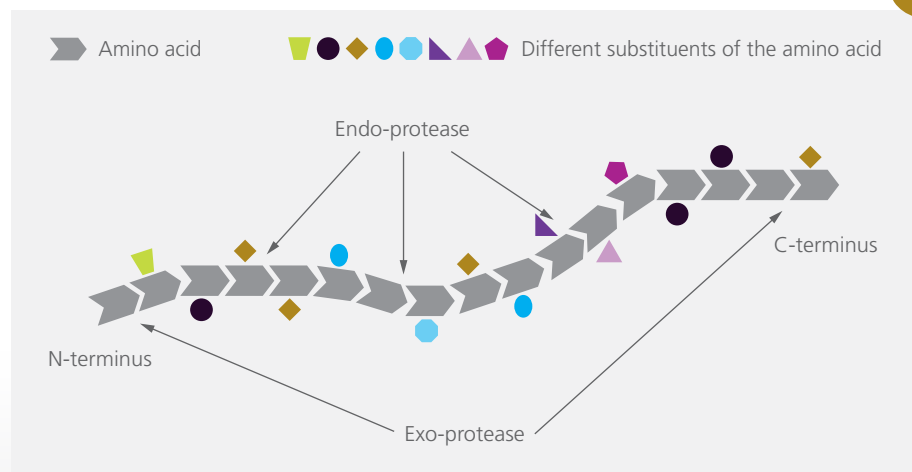 Amino acid
Different substituents of the amino acid
Endo-protease
C-terminus
N-terminus
Exo-protease